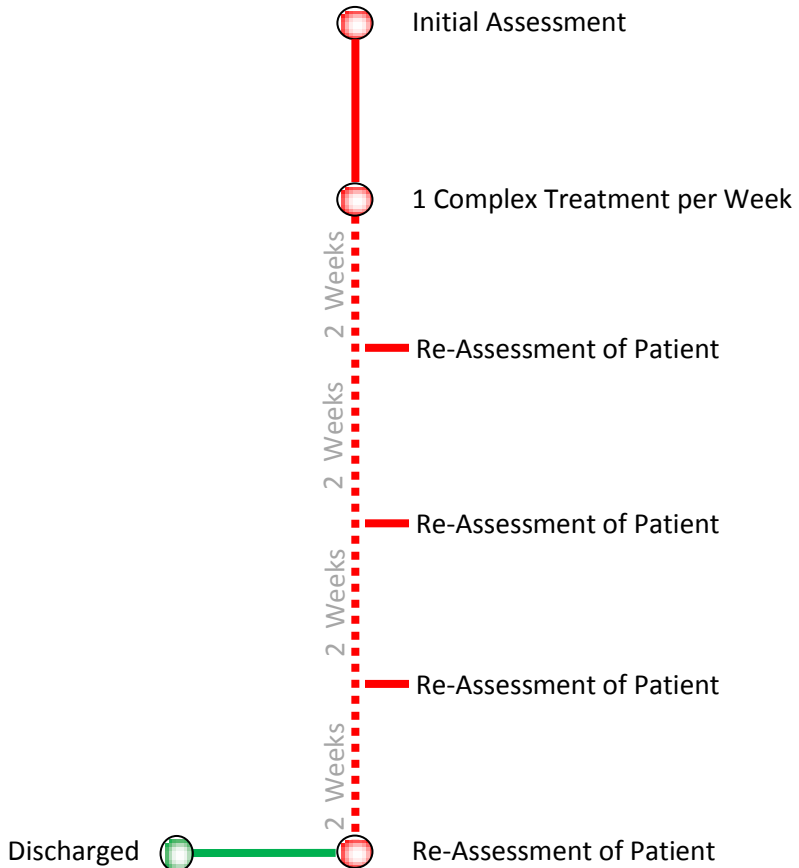 Initial Assessment
1 Complex Treatment per Week
2 Weeks
Re-Assessment of Patient
2 Weeks
Re-Assessment of Patient
2 Weeks
Re-Assessment of Patient
2 Weeks
Discharged
Re-Assessment of Patient